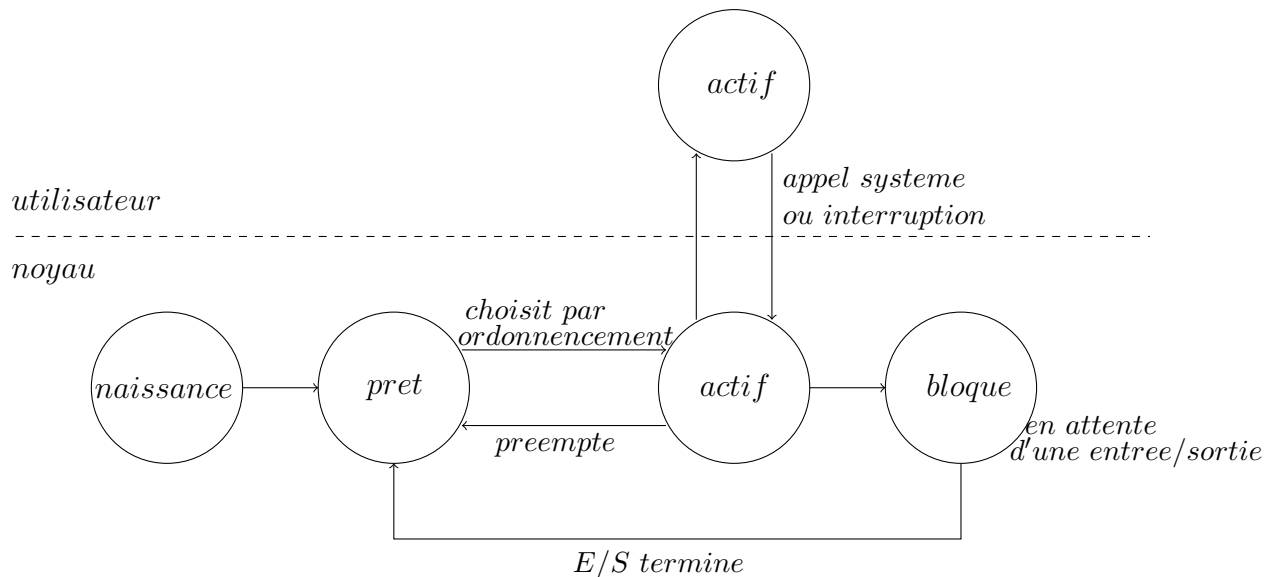 actif
appel systeme
ou interruption
utilisateur
noyau
choisit par
ordonnencement
naissance
pret
actif
bloque
en attente
d'une entree/sortie
preempte
E/S termine